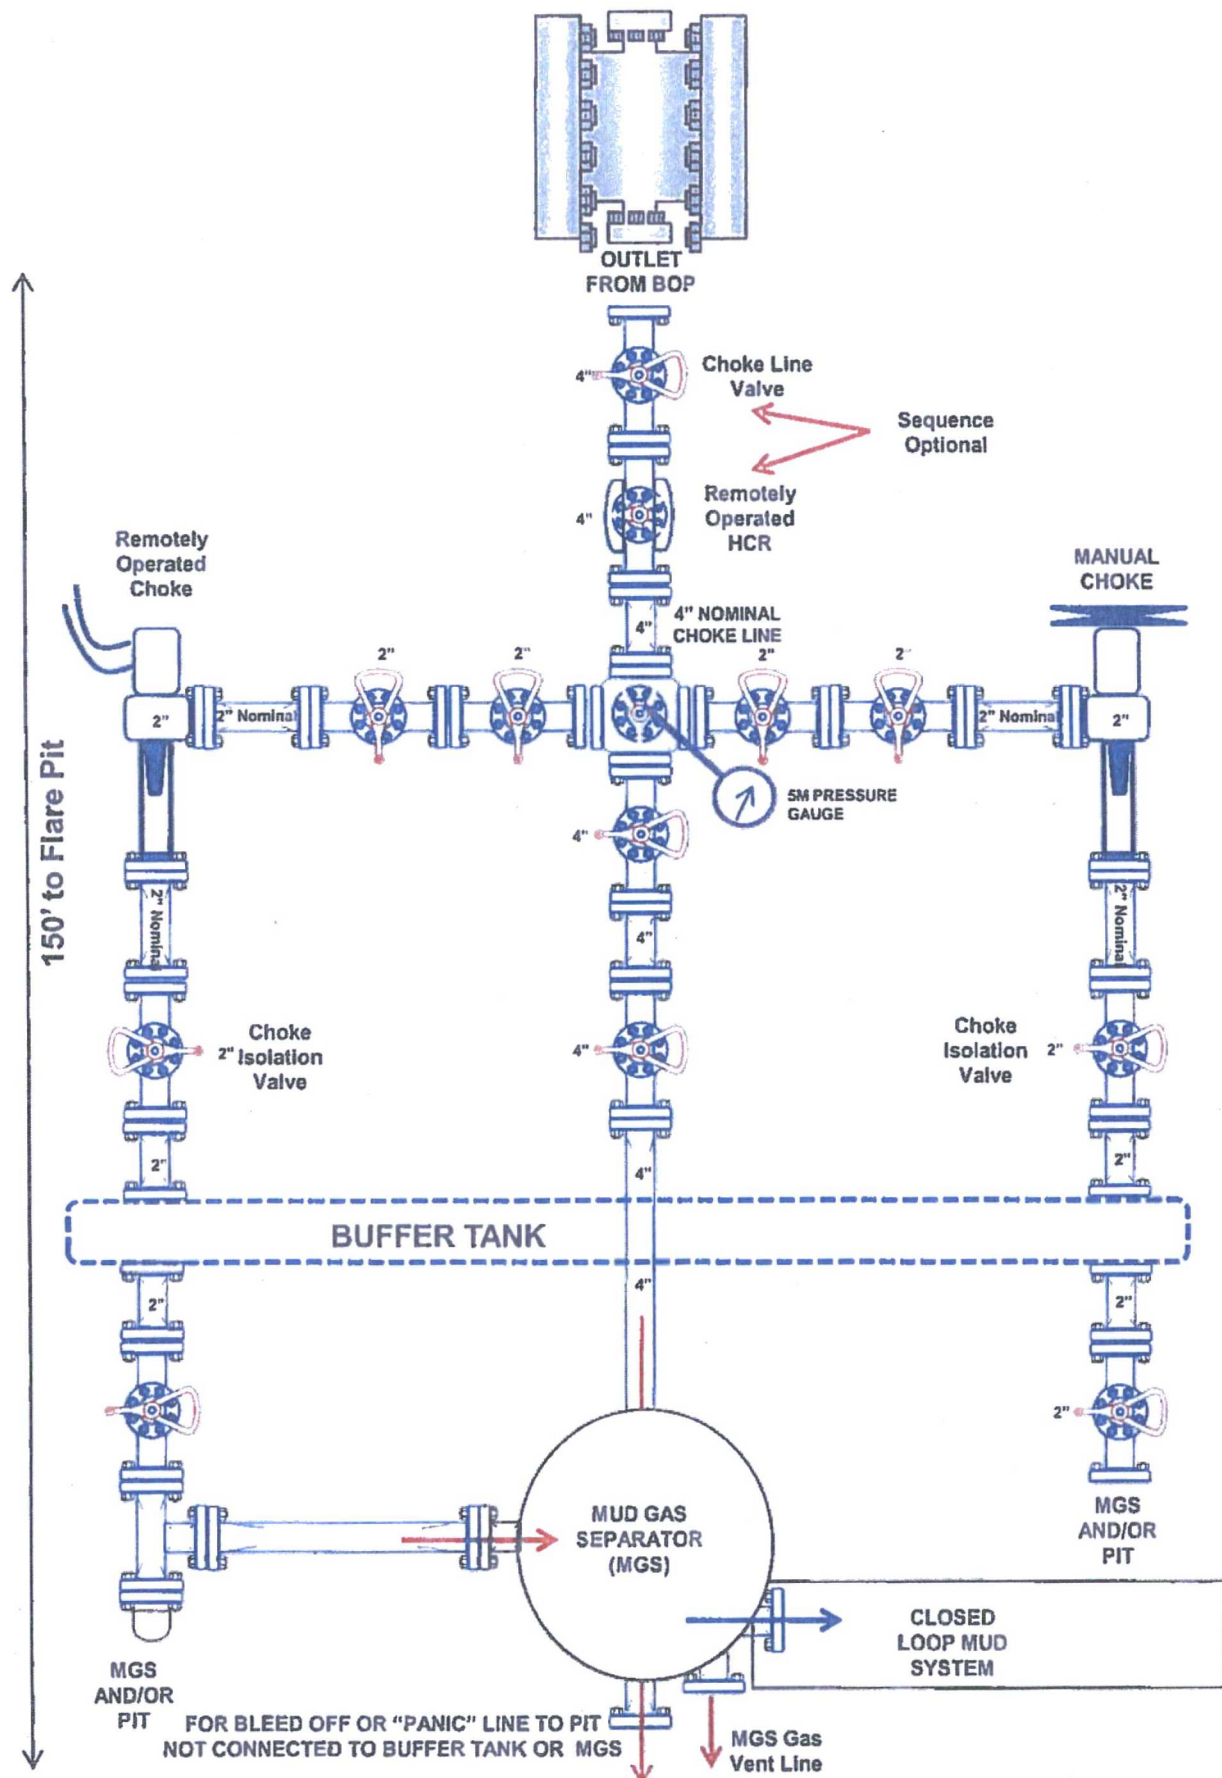 OUTLET
FROM BOP
4"
Choke Line
Valve
Sequence
Optional
4"
Remotely
Operated
HCR
Remotely
Operated
Choke
MANUAL
CHOKE
4"
4" NOMINAL
CHOKE LINE
2"
2"
2"
2"
2"
2" Nominal
2" Nominal
2"
5M PRESSURE
GAUGE
4"
150' to Flare Pit
2" Nominal
4"
2" Nominal
2"
Choke
Isolation
Valve
4"
Choke
Isolation
Valve
2"
2"
4"
2"
BUFFER TANK
2"
4"
2"
2"
MUD GAS
SEPARATOR
(MGS)
MGS
AND/OR
PIT
CLOSED
LOOP MUD
SYSTEM
MGS
AND/OR
PIT
FOR BLEED OFF OR "PANIC" LINE TO PIT
NOT CONNECTED TO BUFFER TANK OR MGS
MGS Gas
Vent Line